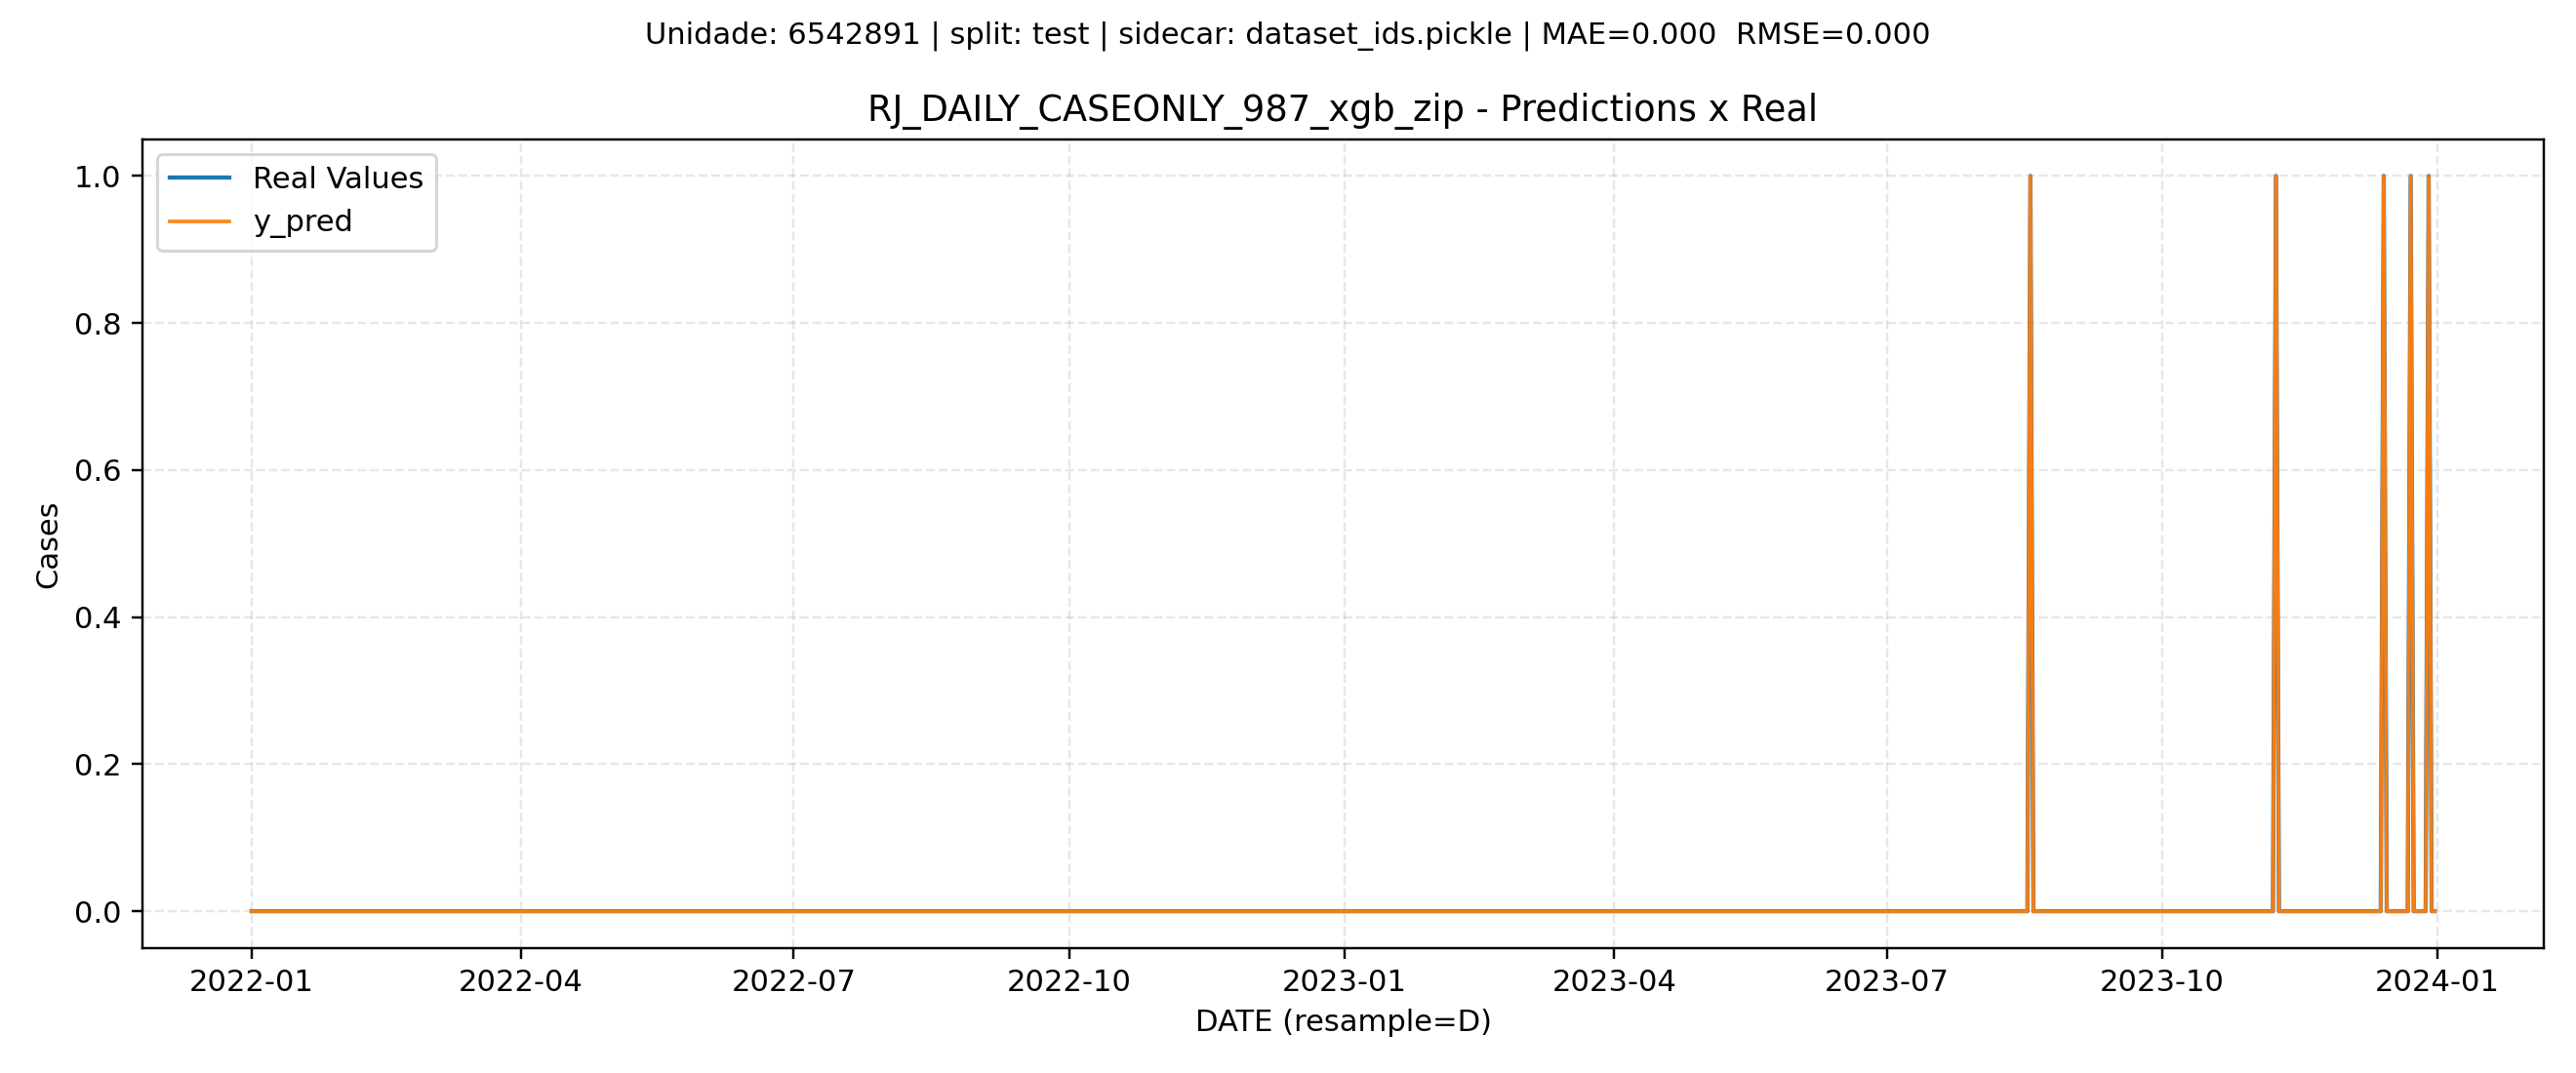 Unidade: 6542891 | split: test | sidecar: dataset_ids.pickle | MAE=0.000  RMSE=0.000
RJ_DAILY_CASEONLY_987_xgb_zip - Predictions x Real
Real Values
y_pred
1.0
0.8
0.6
0.4
0.2
0.0
Cases
2022-01 2022-04 2022-07 2022-10 2023-01 2023-04 2023-07 2023-10 2024-01
DATE (resample=D)